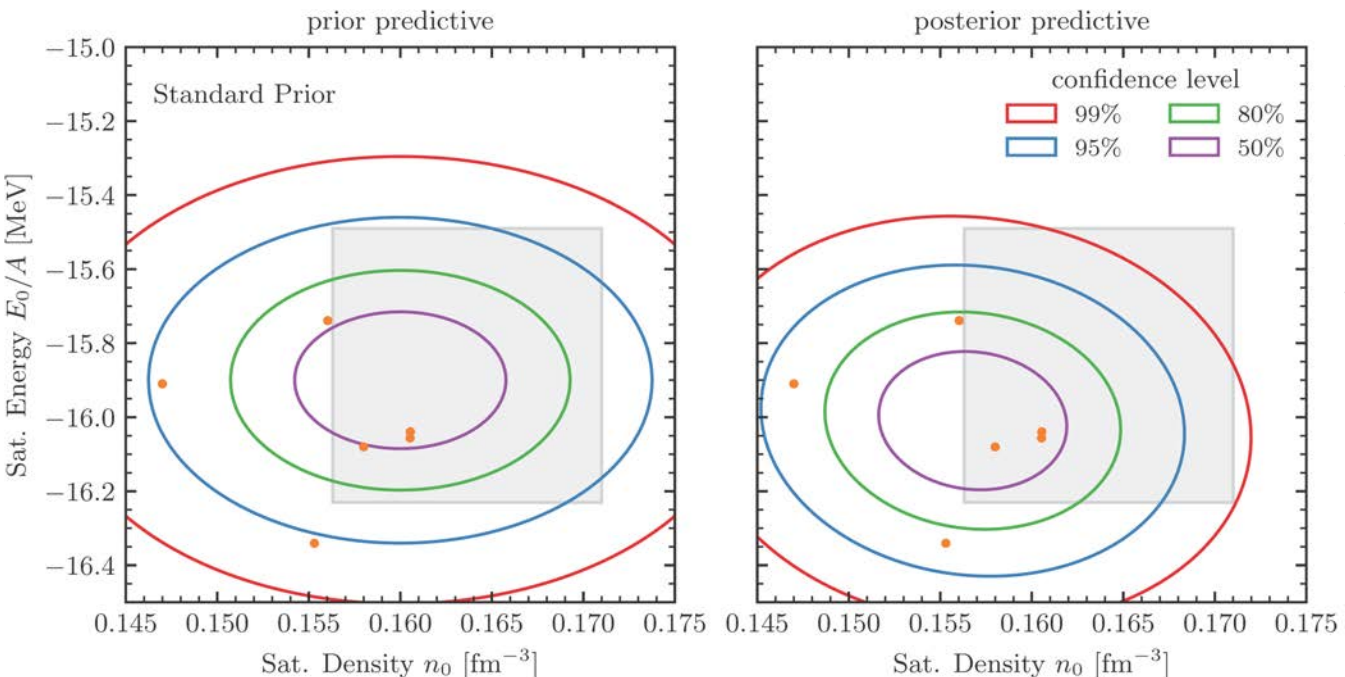 prior predictive
Sat. Energy $E_0/A$ [MeV]
−15.0
−15.2
−15.4
−15.6
−15.8
−16.0
−16.2
−16.4
Standard Prior
0.145 0.150 0.155 0.160 0.165 0.170 0.175
Sat. Density $n_0$ [fm$^{-3}$]
posterior predictive
confidence level
99% 80%
95% 50%
0.145 0.150 0.155 0.160 0.165 0.170 0.175
Sat. Density $n_0$ [fm$^{-3}$]